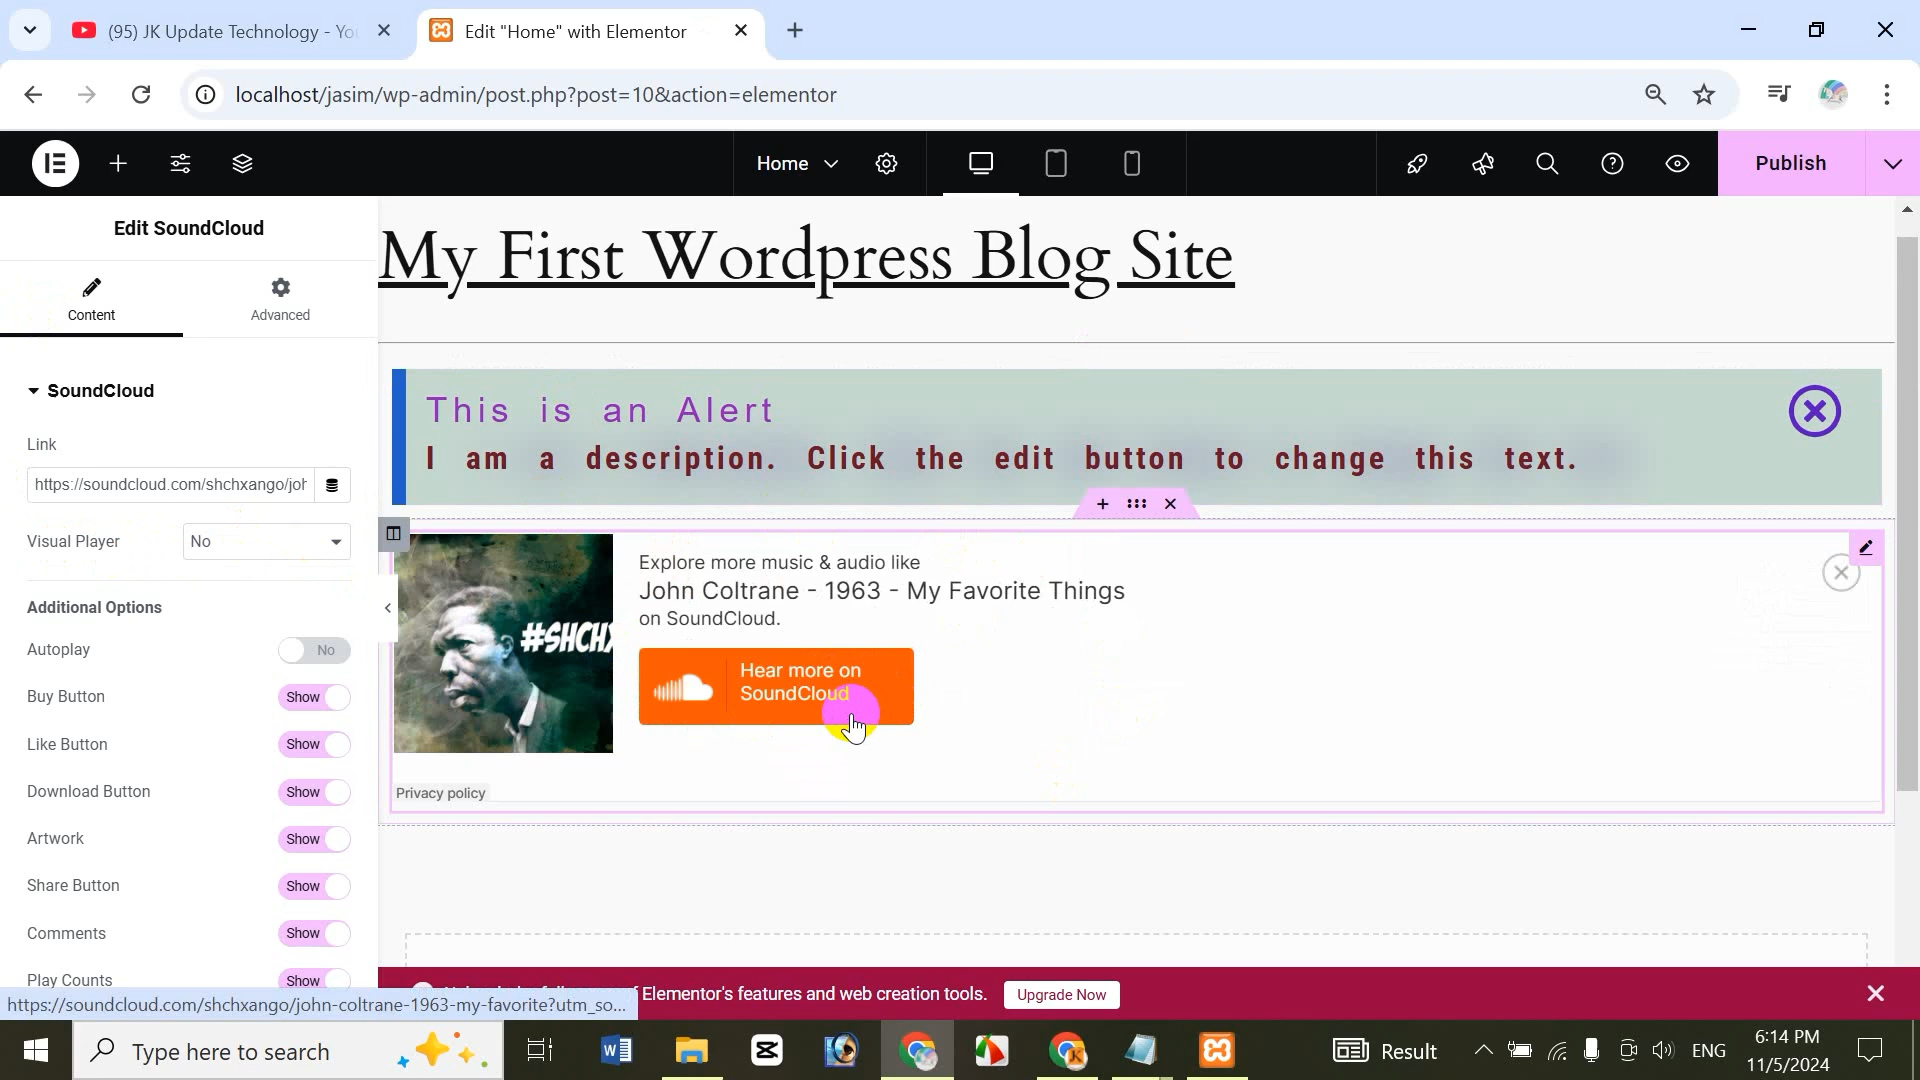 (95) JK Update Technology - You
Edit "Home" with Elementor
localhost/jasim/wp-admin/post.php?post=10&action=elementor
Home
Publish
Edit SoundCloud
Content
Advanced
SoundCloud
Link
https://soundcloud.com/shchxango/joh
Visual Player
No
Additional Options
Autoplay
No
Buy Button
Show
Like Button
Show
Download Button
Show
Artwork
Show
Share Button
Show
Comments
Show
Play Counts
Show
My First Wordpress Blog Site
This is an Alert
I am a description. Click the edit button to change this text.
#SHCHX
Explore more music & audio like
John Coltrane - 1963 - My Favorite Things
on SoundCloud.
Hear more on
SoundCloud
Privacy policy
Elementor's features and web creation tools.
Upgrade Now
https://soundcloud.com/shchxango/john-coltrane-1963-my-favorite?utm_so...
Type here to search
Result
ENG
6:14 PM
11/5/2024